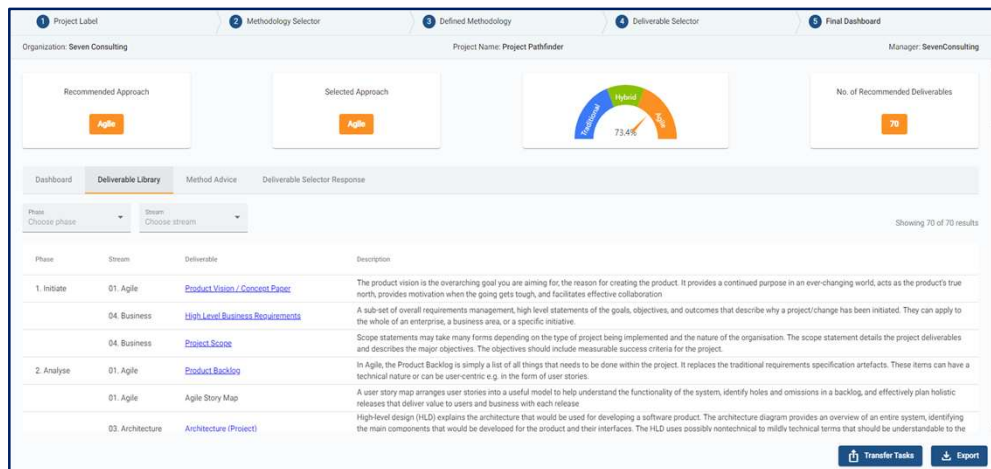 1 Project Label
2 Methodology Selector
3 Defined Methodology
4 Deliverable Selector
5 Final Dashboard
Organization: Seven Consulting
Project Name: Project Pathfinder
Manager: SevenConsulting
Recommended Approach
Agile
Selected Approach
Agile
Traditional
Hybrid
Agile
73.4%
No. of Recommended Deliverables
70
Dashboard
Deliverable Library
Method Advice
Deliverable Selector Response
Phase
Choose phase
Stream
Choose stream
Showing 70 of 70 results
Phase Stream Deliverable Description
1. Initiate 01. Agile Product Vision / Concept Paper
The product vision is the overarching goal you are aiming for, the reason for creating the product. It provides a continued purpose in an ever-changing world, acts as the product's true
north, provides motivation when the going gets tough, and facilitates effective collaboration
04. Business High Level Business Requirements
A sub-set of overall requirements management, high level statements of the goals, objectives, and outcomes that describe why a project/change has been initiated. They can apply to
the whole of an enterprise, a business area, or a specific initiative.
04. Business Project Scope
Scope statements may take many forms depending on the type of project being implemented and the nature of the organisation. The scope statement details the project deliverables
and describes the major objectives. The objectives should include measurable success criteria for the project.
2. Analyse 01. Agile Product Backlog
In Agile, the Product Backlog is simply a list of all things that needs to be done within the project. It replaces the traditional requirements specification artefacts. These items can have a
technical nature or can be user-centric e.g. in the form of user stories.
01. Agile Agile Story Map
A user story map arranges user stories into a useful model to help understand the functionality of the system, identify holes and omissions in a backlog, and effectively plan holistic
releases that deliver value to users and business with each release
03. Architecture Architecture (Project)
High-level design (HLD) explains the architecture that would be used for developing a software product. The architecture diagram provides an overview of an entire system, identifying
the main components that would be developed for the product and their interfaces. The HLD uses possibly nontechnical to mildly technical terms that should be understandable to the
Transfer Tasks
Export